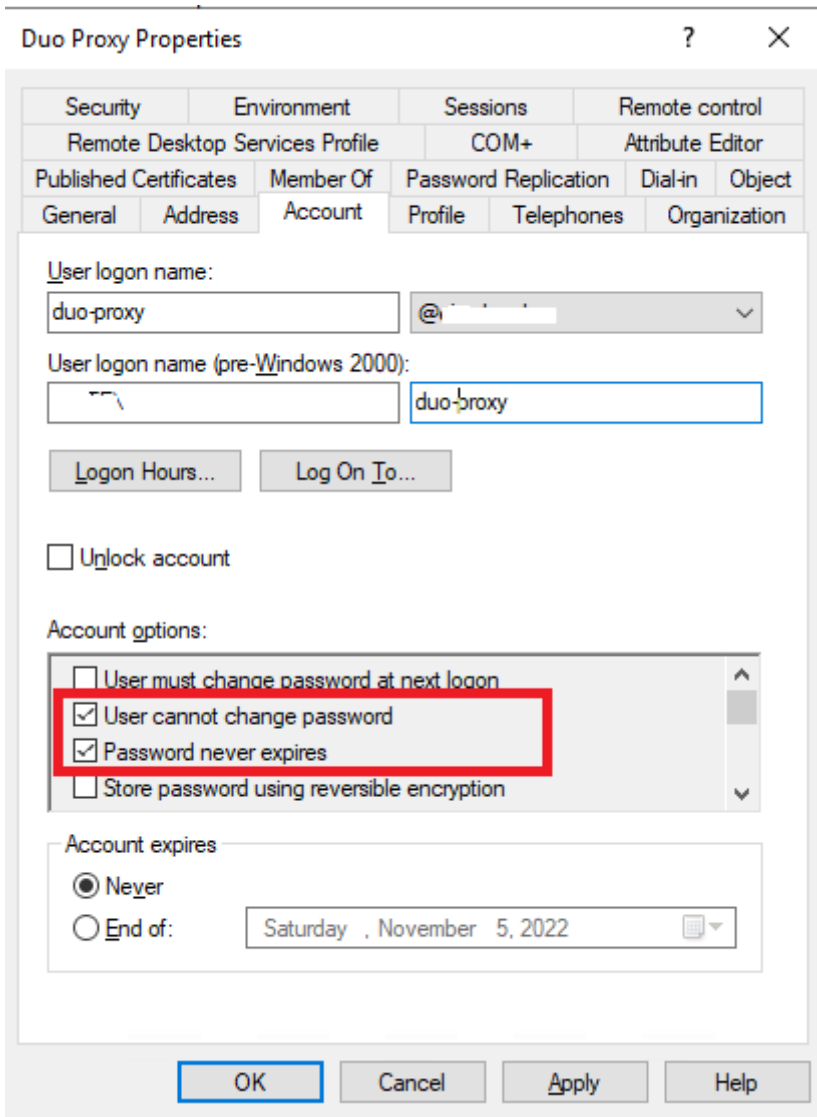 Duo Proxy Properties ? ×
Security Environment Sessions Remote control
Remote Desktop Services Profile COM+ Attribute Editor
Published Certificates Member Of Password Replication Dial-in Object
General Address Account Profile Telephones Organization
User logon name:
duo-proxy @
User logon name (pre-Windows 2000):
\ duo-proxy
Logon Hours... Log On To...
Unlock account
Account options:
User must change password at next logon
User cannot change password
Password never expires
Store password using reversible encryption
Account expires
Never
End of: Saturday , November 5, 2022
OK Cancel Apply Help